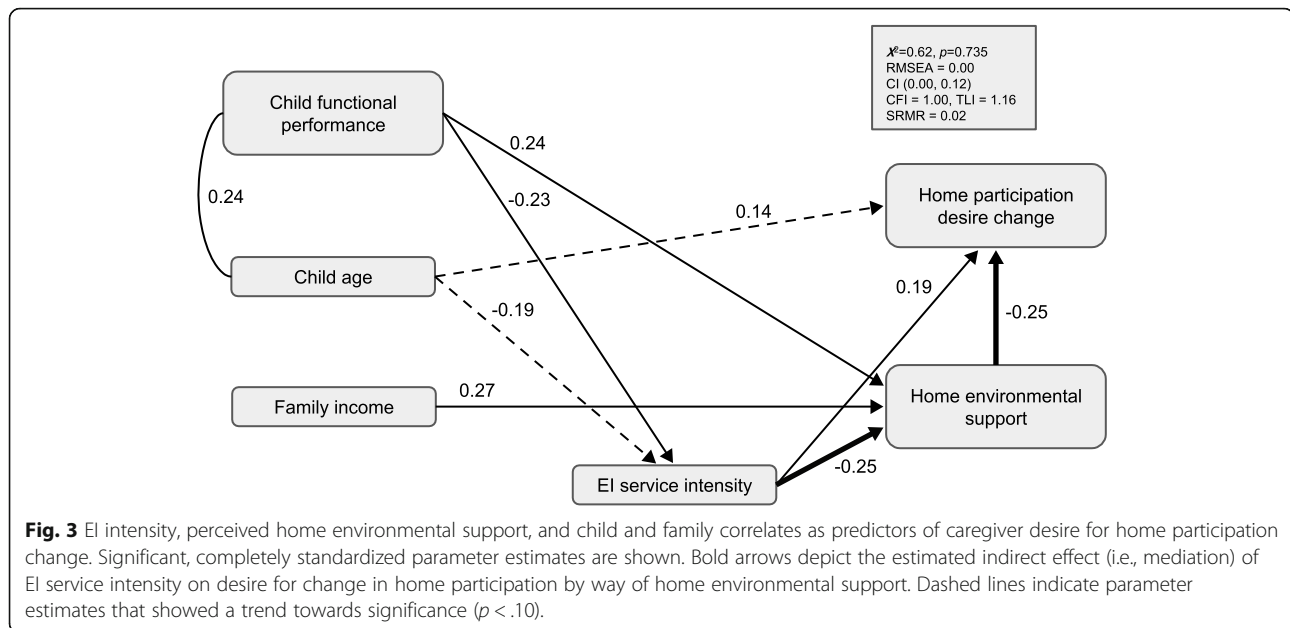 χ²=0.62, p=0.735
RMSEA = 0.00
CI (0.00, 0.12)
CFI = 1.00, TLI = 1.16
SRMR = 0.02
Child functional
performance
0.24
0.24
-0.23
Home participation
desire change
0.14
Child age
-0.19
0.19
-0.25
Family income
0.27
Home environmental
support
-0.25
EI service intensity
Fig. 3 EI intensity, perceived home environmental support, and child and family correlates as predictors of caregiver desire for home participation
change. Significant, completely standardized parameter estimates are shown. Bold arrows depict the estimated indirect effect (i.e., mediation) of
EI service intensity on desire for change in home participation by way of home environmental support. Dashed lines indicate parameter
estimates that showed a trend towards significance (p < .10).